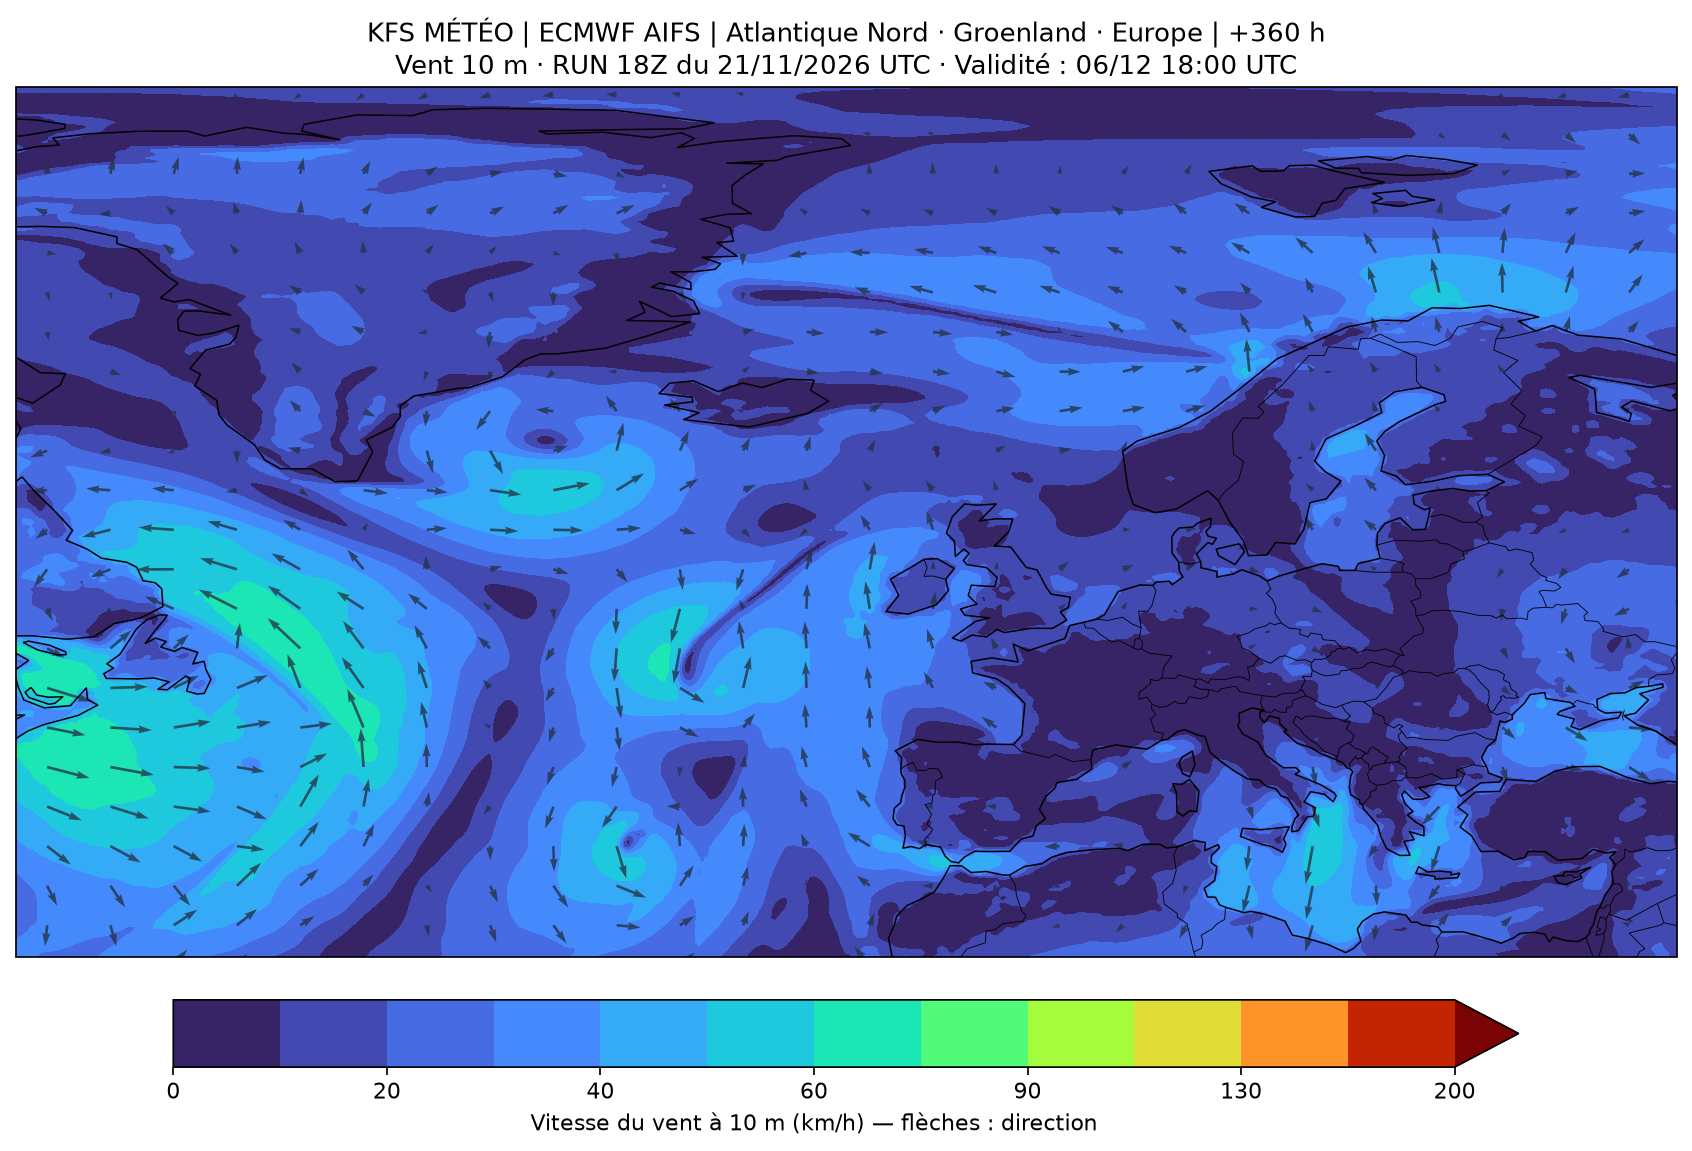 KFS MÉTÉO | ECMWF AIFS | Atlantique Nord · Groenland · Europe | +360 h
Vent 10 m · RUN 18Z du 21/11/2026 UTC · Validité : 06/12 18:00 UTC
0 20 40 60 90 130 200
Vitesse du vent à 10 m (km/h) — flèches : direction